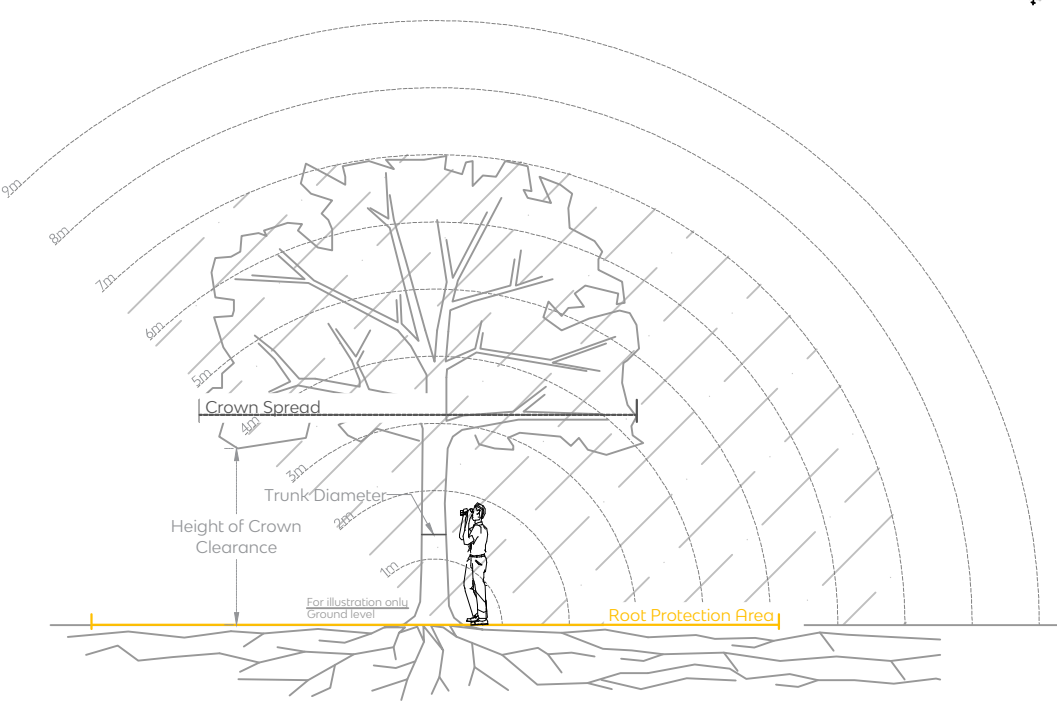 9m
8m
7m
6m
5m
Crown Spread
4m
3m
Trunk Diameter
2m
Height of Crown
Clearance
1m
For illustration only
Ground level
Root Protection Area